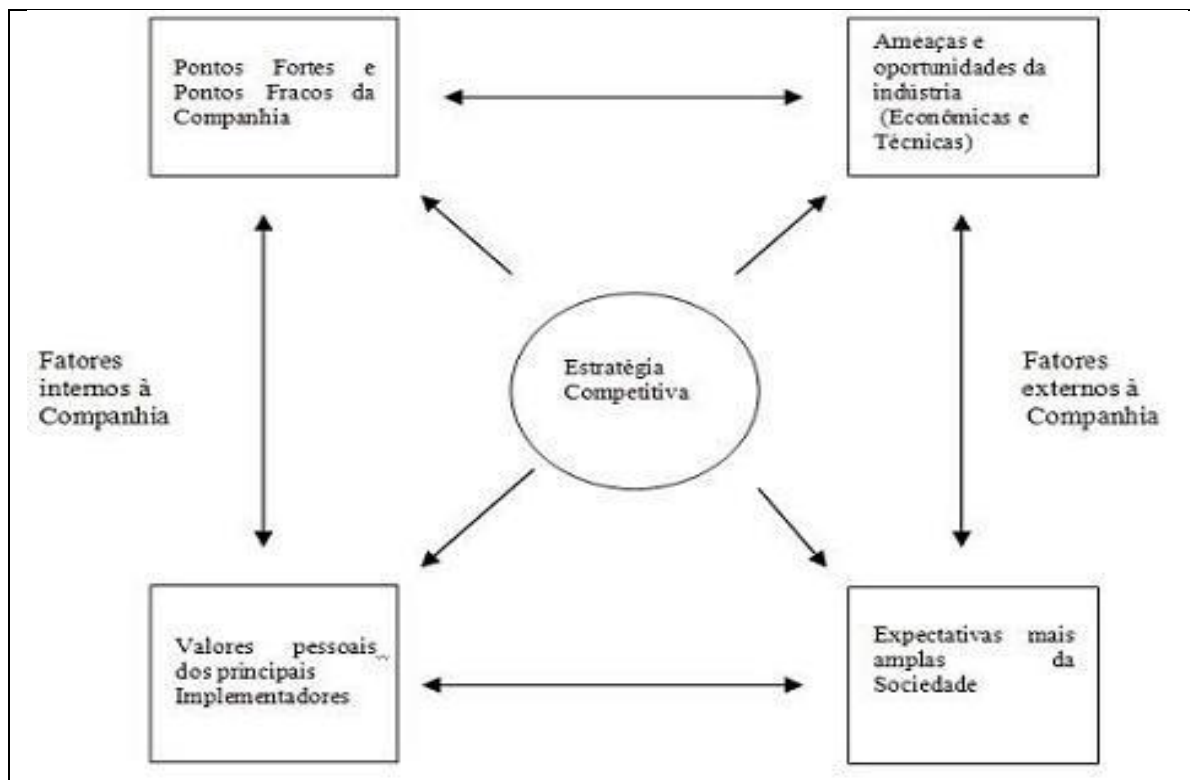 Pontos Fortes e
Pontos Fracos da
Companhia
Ameaças e
oportunidades da
indústria
(Econômicas e
Técnicas)
Fatores
internos à
Companhia
Estratégia
Competitiva
Fatores
externos à
Companhia
Valores pessoais
dos principais
Implementadores
Expectativas mais
amplas da
Sociedade